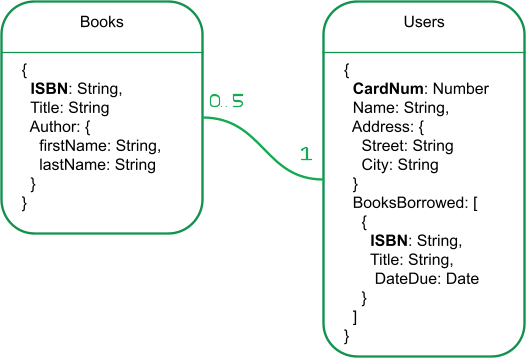 Books
{
ISBN: String,
Title: String
Author: {
firstName: String,
lastName: String
}
}
0..5
1
Users
{
CardNum: Number
Name: String,
Address: {
Street: String
City: String
}
BooksBorrowed: [
{
ISBN: String,
Title: String,
DateDue: Date
}
]
}